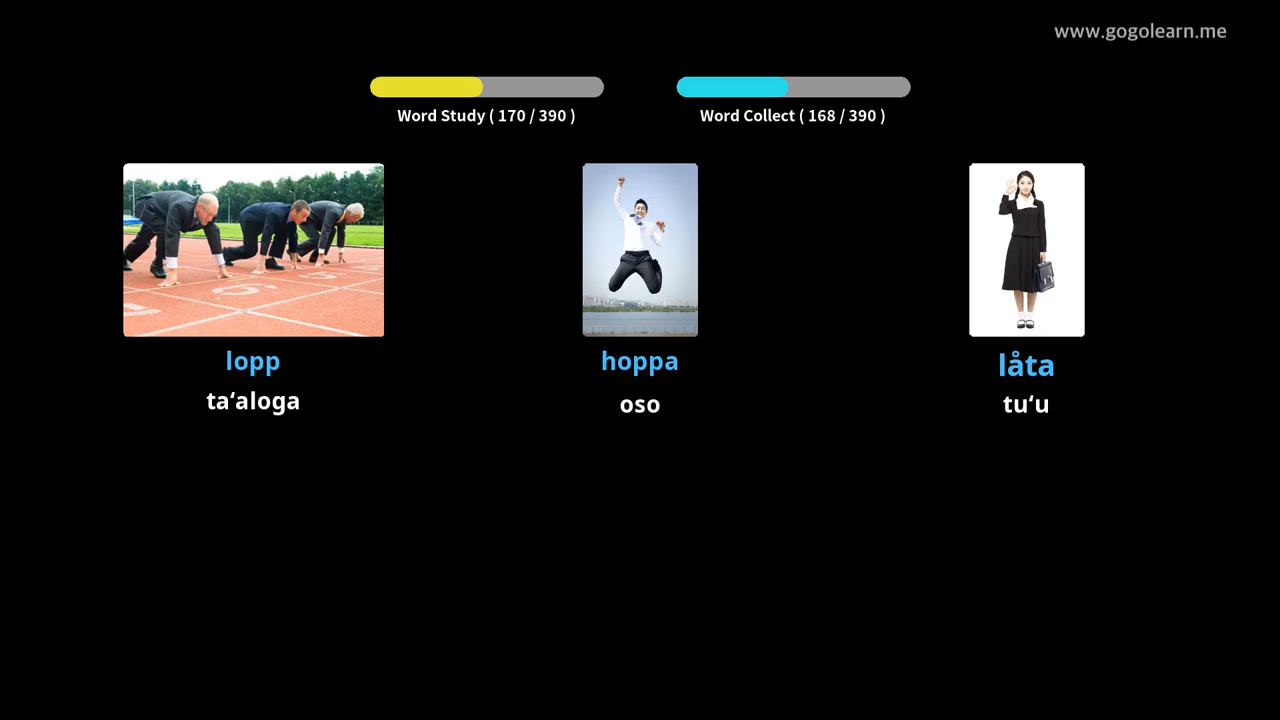 www.gogolearn.me
Word Study ( 170 / 390 )
Word Collect ( 168 / 390 )
lopp
hoppa
låta
taʻaloga
oso
tuʻu